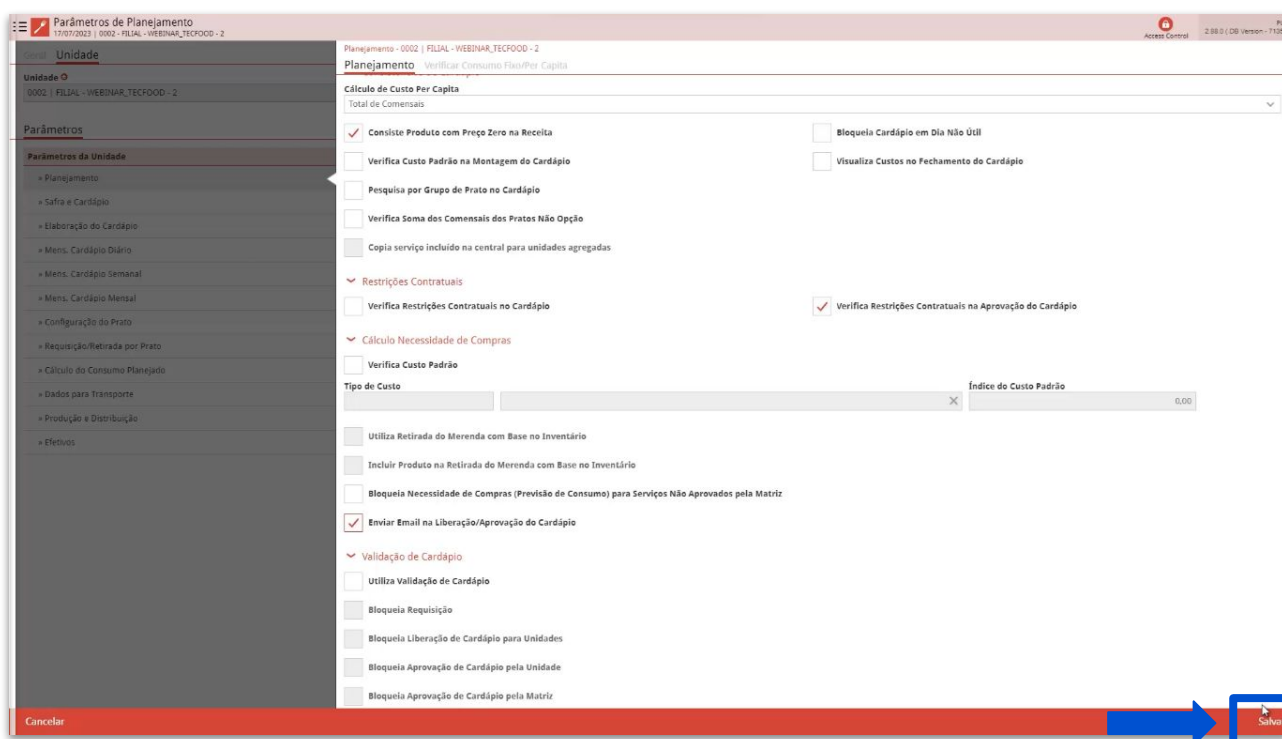 Parâmetros de Planejamento
17/07/2023 | 0002 - FILIAL - WEBINAR_TECFOOD - 2
Access Control
2.88.0 | DB Version -
Geral Unidade
Unidade
0002 | FILIAL - WEBINAR_TECFOOD - 2
Parâmetros
Parâmetros da Unidade
» Planejamento
» Safra e Cardápio
» Elaboração do Cardápio
» Mens. Cardápio Diário
» Mens. Cardápio Semanal
» Mens. Cardápio Mensal
» Configuração do Prato
» Requisição/Retirada por Prato
» Cálculo do Consumo Planejado
» Dados para Transporte
» Produção e Distribuição
» Efetivos
Planejamento - 0002 | FILIAL - WEBINAR_TECFOOD - 2
Planejamento Verificar Consumo Fixo/Per Capita
Cálculo de Custo Per Capita
Total de Comensais
Consiste Produto com Preço Zero na Receita
Bloqueia Cardápio em Dia Não Útil
Verifica Custo Padrão na Montagem do Cardápio
Visualiza Custos no Fechamento do Cardápio
Pesquisa por Grupo de Prato no Cardápio
Verifica Soma dos Comensais dos Pratos Não Opção
Copia serviço incluído na central para unidades agregadas
Restrições Contratuais
Verifica Restrições Contratuais no Cardápio
Verifica Restrições Contratuais na Aprovação do Cardápio
Cálculo Necessidade de Compras
Verifica Custo Padrão
Tipo de Custo
Índice do Custo Padrão
0,00
Utiliza Retirada do Merenda com Base no Inventário
Incluir Produto na Retirada do Merenda com Base no Inventário
Bloqueia Necessidade de Compras (Previsão de Consumo) para Serviços Não Aprovados pela Matriz
Enviar Email na Liberação/Aprovação do Cardápio
Validação de Cardápio
Utiliza Validação de Cardápio
Bloqueia Requisição
Bloqueia Liberação de Cardápio para Unidades
Bloqueia Aprovação de Cardápio pela Unidade
Bloqueia Aprovação de Cardápio pela Matriz
Cancelar
Salva